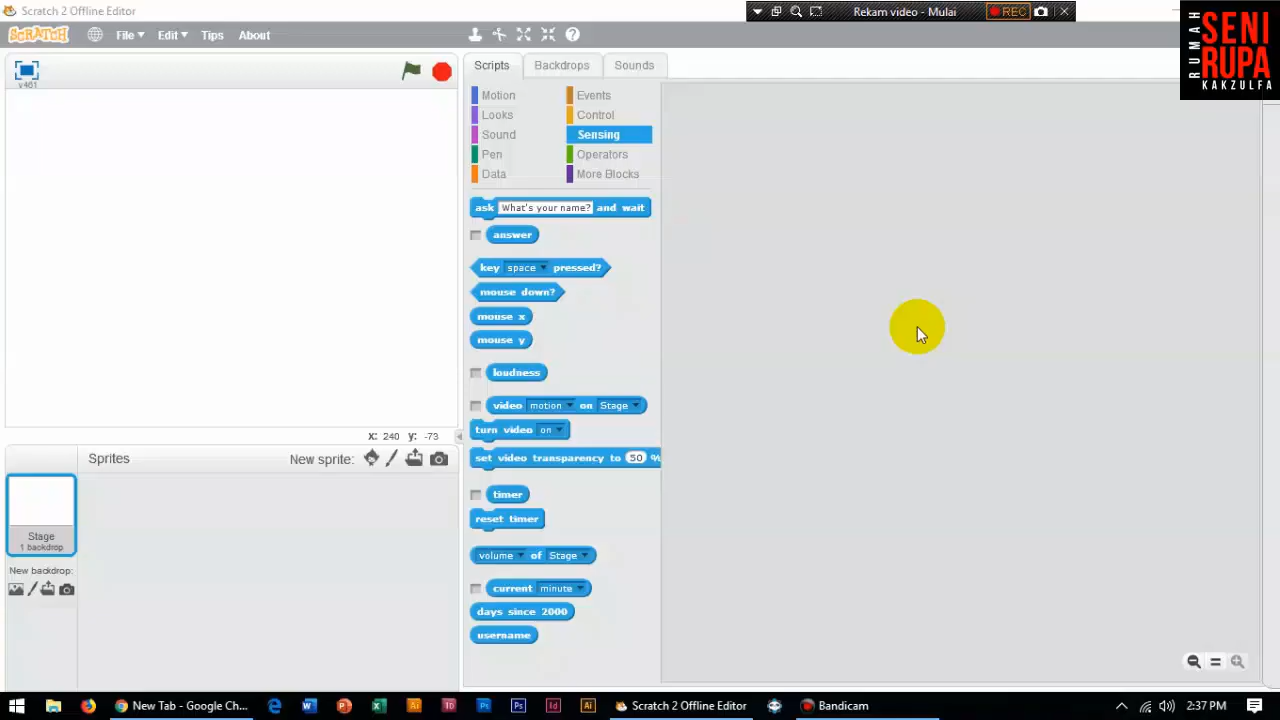 Scratch 2 Offline Editor
Rekam video - Mulai
REC
RUMAH
SENI
RUPA
KAKZULFA
SCRATCH
File
Edit
Tips
About
v461
Scripts
Backdrops
Sounds
Motion
Events
Looks
Control
Sound
Sensing
Pen
Operators
Data
More Blocks
ask What's your name? and wait
answer
key space pressed?
mouse down?
mouse x
mouse y
loudness
video motion on Stage
turn video on
set video transparency to 50 %
timer
reset timer
volume of Stage
current minute
days since 2000
username
x: 240 y: -73
Sprites
New sprite:
Stage
1 backdrop
New backdrop:
New Tab - Google Ch...
Scratch 2 Offline Editor
Bandicam
2:37 PM